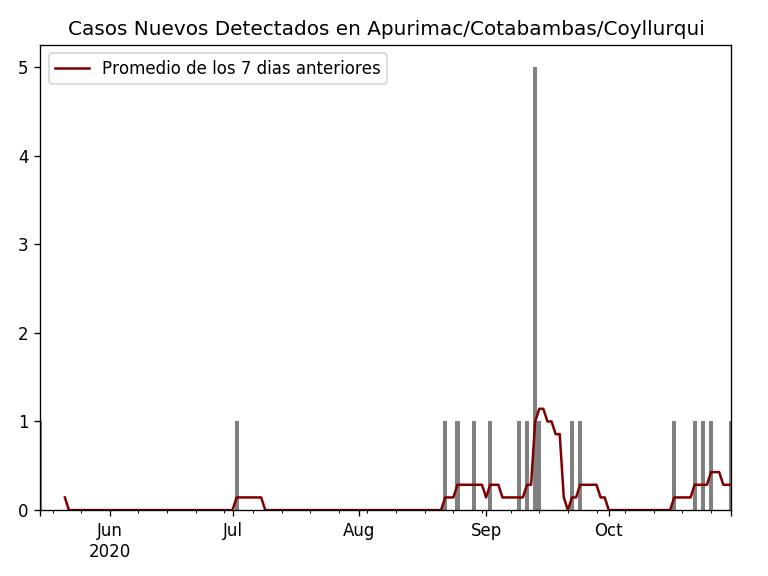 Casos Nuevos Detectados en Apurimac/Cotabambas/Coyllurqui
Promedio de los 7 dias anteriores
5
4
3
2
1
0
Jun Jul Aug Sep Oct
2020